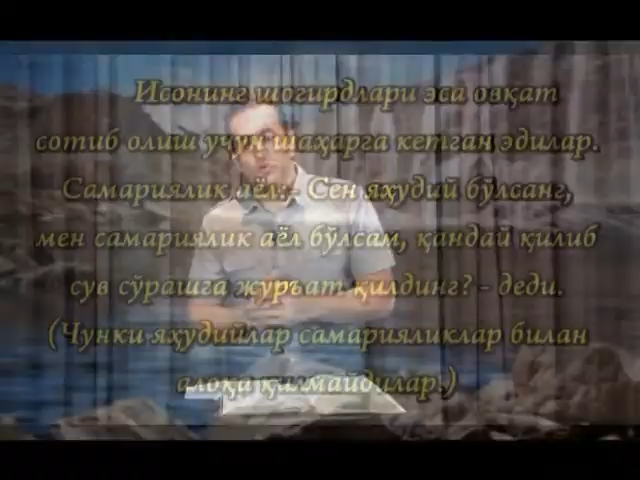 Исонинг шогирдлари эса овқат
сотиб олиш учун шаҳарга кетган эдилар.
Самариялик аёл: - Сен яҳудий бўлсанг,
мен самариялик аёл бўлсам, қандай қилиб
сув сўрашга журъат қилдинг? - деди.
(Чунки яҳудийлар самарияликлар билан
алоқа қилмайдилар.)